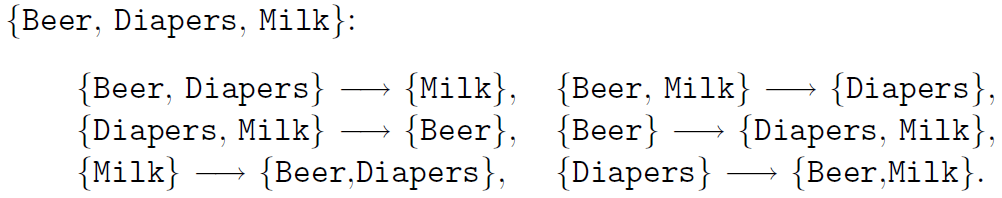 {Beer, Diapers, Milk}:
{Beer, Diapers} ⟶ {Milk}, {Beer, Milk} ⟶ {Diapers},
{Diapers, Milk} ⟶ {Beer}, {Beer} ⟶ {Diapers, Milk},
{Milk} ⟶ {Beer,Diapers}, {Diapers} ⟶ {Beer,Milk}.